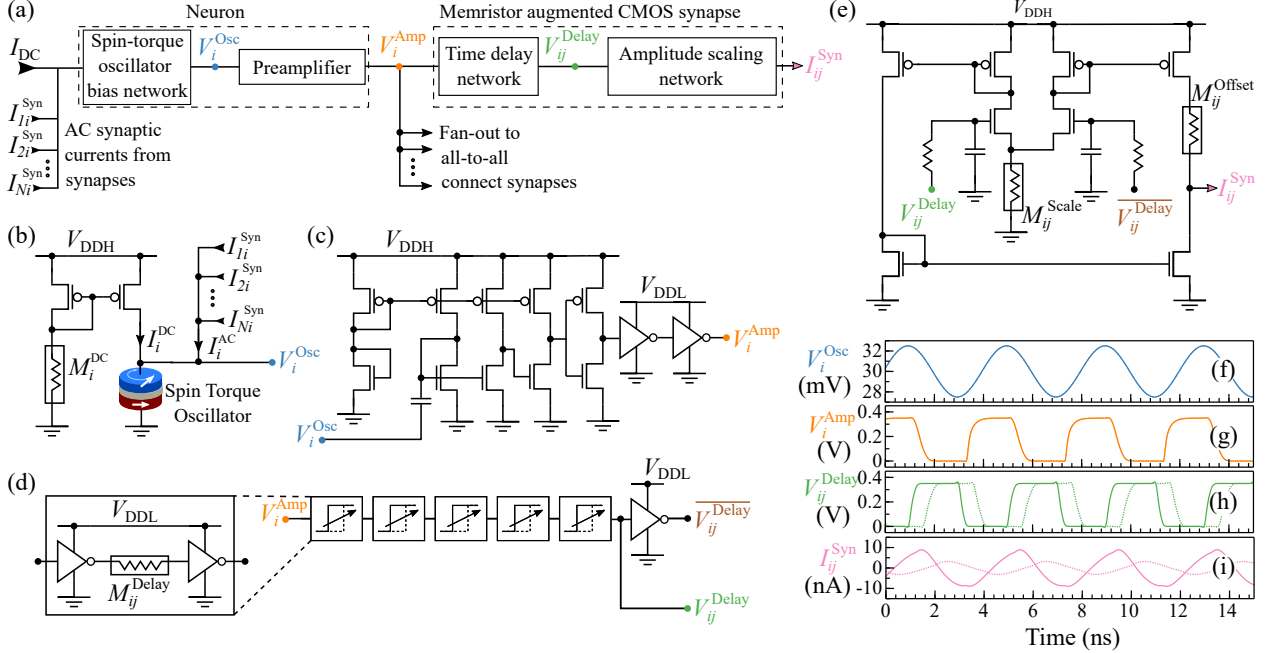 (a)
Neuron
Memristor augmented CMOS synapse
I_DC
Spin-torque
oscillator
bias network
V_i^Osc
Preamplifier
V_i^Amp
Time delay
network
V_ij^Delay
Amplitude scaling
network
I_ij^Syn
I_1i^Syn
I_2i^Syn
I_Ni^Syn
AC synaptic
currents from
synapses
Fan-out to
all-to-all
connect synapses
(b)
V_DDH
I_1i^Syn
I_2i^Syn
I_Ni^Syn
I_i^DC
I_i^AC
M_i^DC
V_i^Osc
Spin Torque
Oscillator
(c)
V_DDH
V_DDL
V_i^Amp
V_i^Osc
(d)
V_DDL
M_ij^Delay
V_i^Amp
V_DDL
\overline{V_ij^Delay}
V_ij^Delay
(e)
V_DDH
M_ij^Offset
I_ij^Syn
V_ij^Delay
M_ij^Scale
\overline{V_ij^Delay}
V_i^Osc
(mV)
32
30
28
(f)
V_i^Amp
(V)
0.4
0
(g)
V_ij^Delay
(V)
0.4
0
(h)
I_ij^Syn
(nA)
10
0
-10
(i)
0 2 4 6 8 10 12 14
Time (ns)